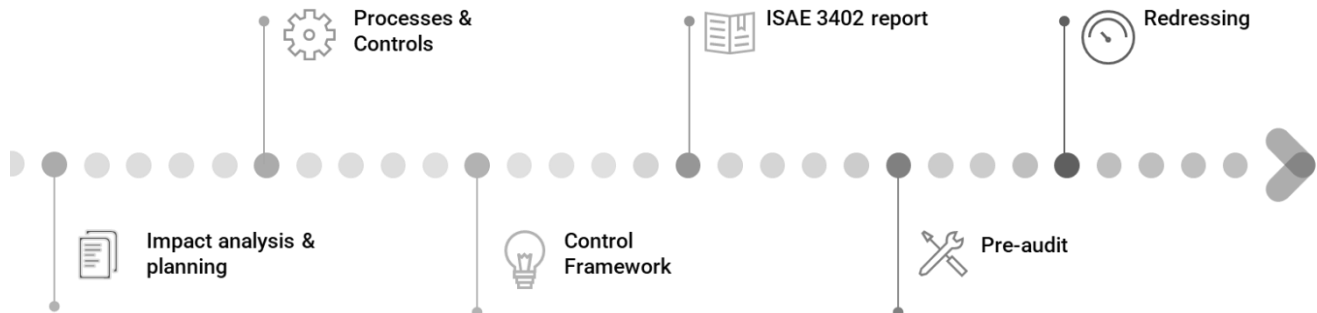 Processes &
Controls
ISAE 3402 report
Redressing
Impact analysis &
planning
Control
Framework
Pre-audit